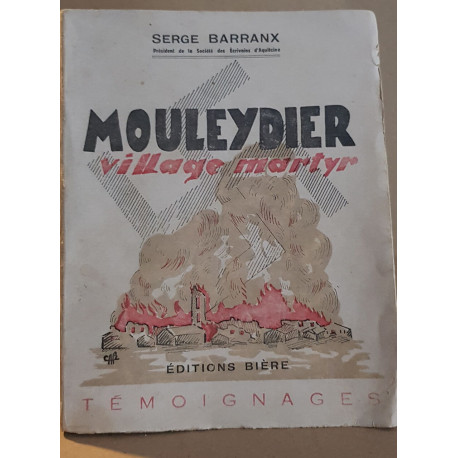 SERGE BARRANX
Président de la Société des Écrivains d'Aquitaine
MOULEYDIER
village martyr
ÉDITIONS BIÈRE
TÉMOIGNAGES